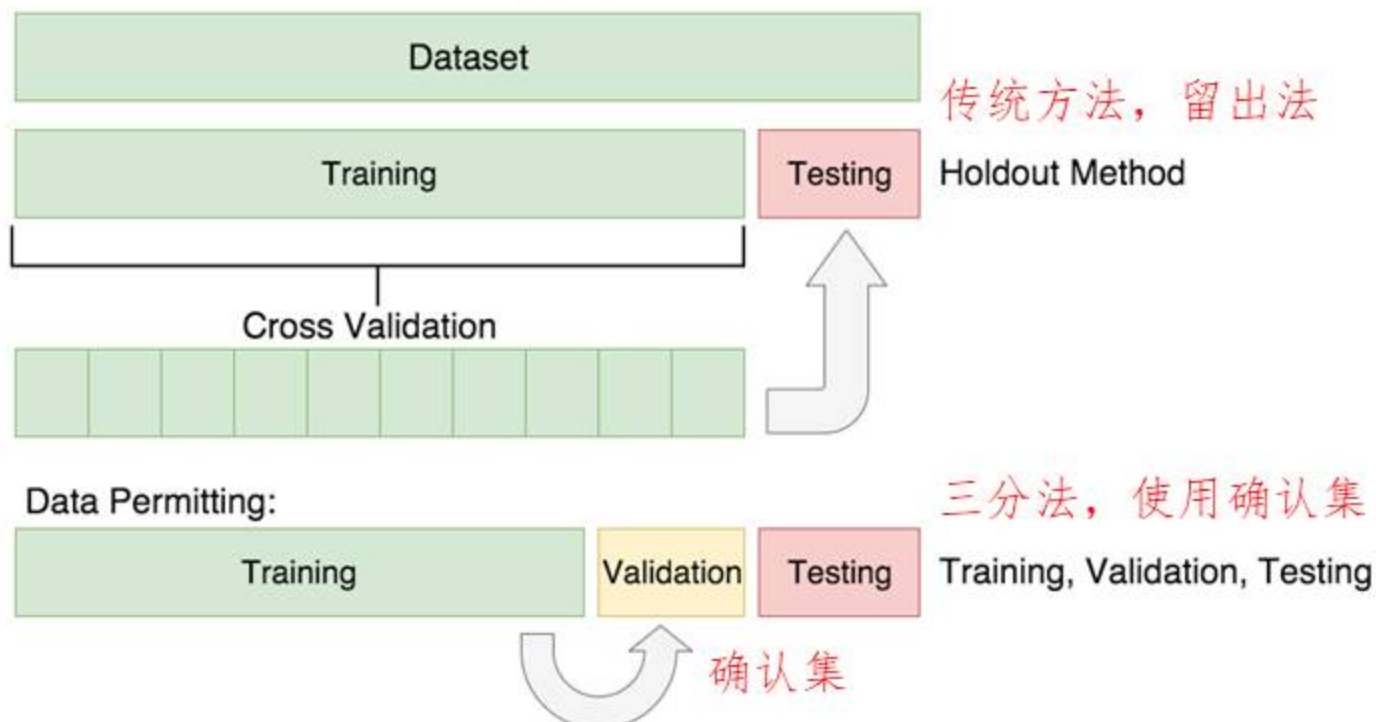 Dataset
传统方法，留出法
Training
Testing
Holdout Method
Cross Validation
Data Permitting:
三分法，使用确认集
Training
Validation
Testing
Training, Validation, Testing
确认集